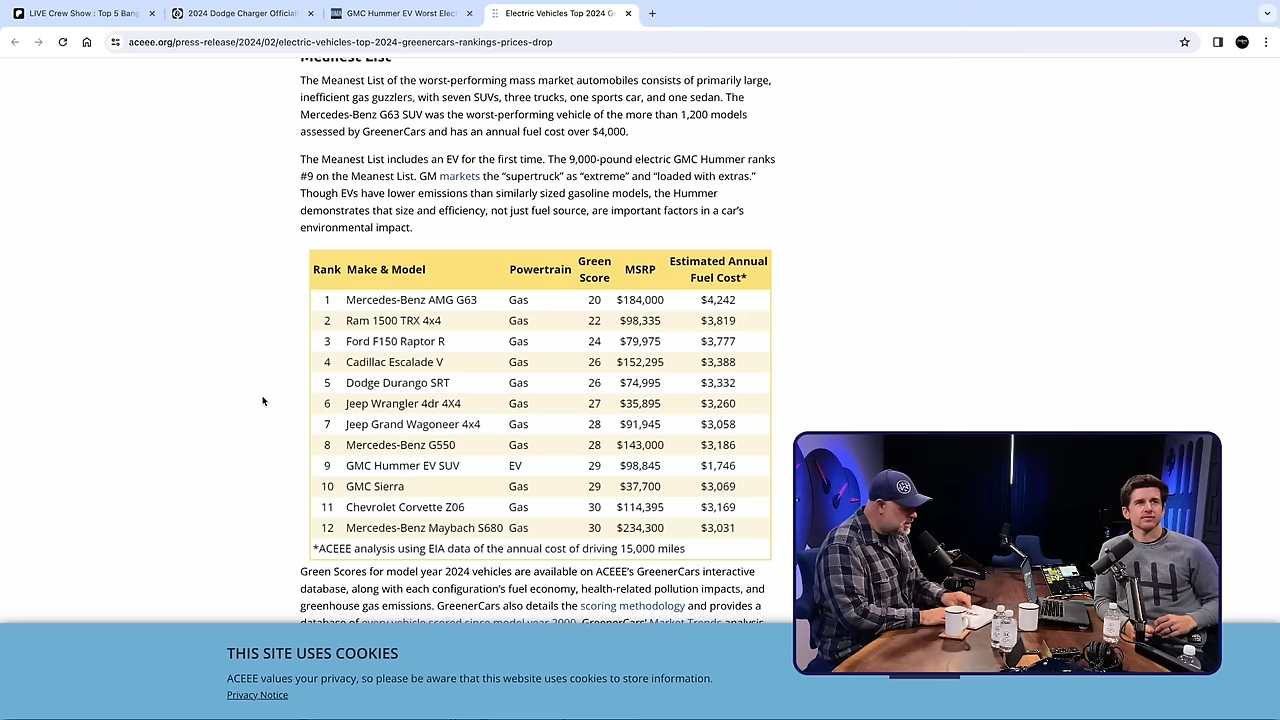 LIVE Crew Show : Top 5 Bang
2024 Dodge Charger Official
GMC Hummer EV Worst Elec
Electric Vehicles Top 2024 G
aceee.org/press-release/2024/02/electric-vehicles-top-2024-greenercars-rankings-prices-drop
Meanest List
The Meanest List of the worst-performing mass market automobiles consists of primarily large,
inefficient gas guzzlers, with seven SUVs, three trucks, one sports car, and one sedan. The
Mercedes-Benz G63 SUV was the worst-performing vehicle of the more than 1,200 models
assessed by GreenerCars and has an annual fuel cost over $4,000.
The Meanest List includes an EV for the first time. The 9,000-pound electric GMC Hummer ranks
#9 on the Meanest List. GM markets the “supertruck” as “extreme” and “loaded with extras.”
Though EVs have lower emissions than similarly sized gasoline models, the Hummer
demonstrates that size and efficiency, not just fuel source, are important factors in a car’s
environmental impact.
Rank Make & Model Powertrain Green Score MSRP Estimated Annual Fuel Cost*
1 Mercedes-Benz AMG G63 Gas 20 $184,000 $4,242
2 Ram 1500 TRX 4x4 Gas 22 $98,335 $3,819
3 Ford F150 Raptor R Gas 24 $79,975 $3,777
4 Cadillac Escalade V Gas 26 $152,295 $3,388
5 Dodge Durango SRT Gas 26 $74,995 $3,332
6 Jeep Wrangler 4dr 4X4 Gas 27 $35,895 $3,260
7 Jeep Grand Wagoneer 4x4 Gas 28 $91,945 $3,058
8 Mercedes-Benz G550 Gas 28 $143,000 $3,186
9 GMC Hummer EV SUV EV 29 $98,845 $1,746
10 GMC Sierra Gas 29 $37,700 $3,069
11 Chevrolet Corvette Z06 Gas 30 $114,395 $3,169
12 Mercedes-Benz Maybach S680 Gas 30 $234,300 $3,031
*ACEEE analysis using EIA data of the annual cost of driving 15,000 miles
Green Scores for model year 2024 vehicles are available on ACEEE’s GreenerCars interactive
database, along with each configuration’s fuel economy, health-related pollution impacts, and
greenhouse gas emissions. GreenerCars also details the scoring methodology and provides a
database of every vehicle scored since model year 2000. GreenerCars’ Market Trends analysis
THIS SITE USES COOKIES
ACEEE values your privacy, so please be aware that this website uses cookies to store information.
Privacy Notice